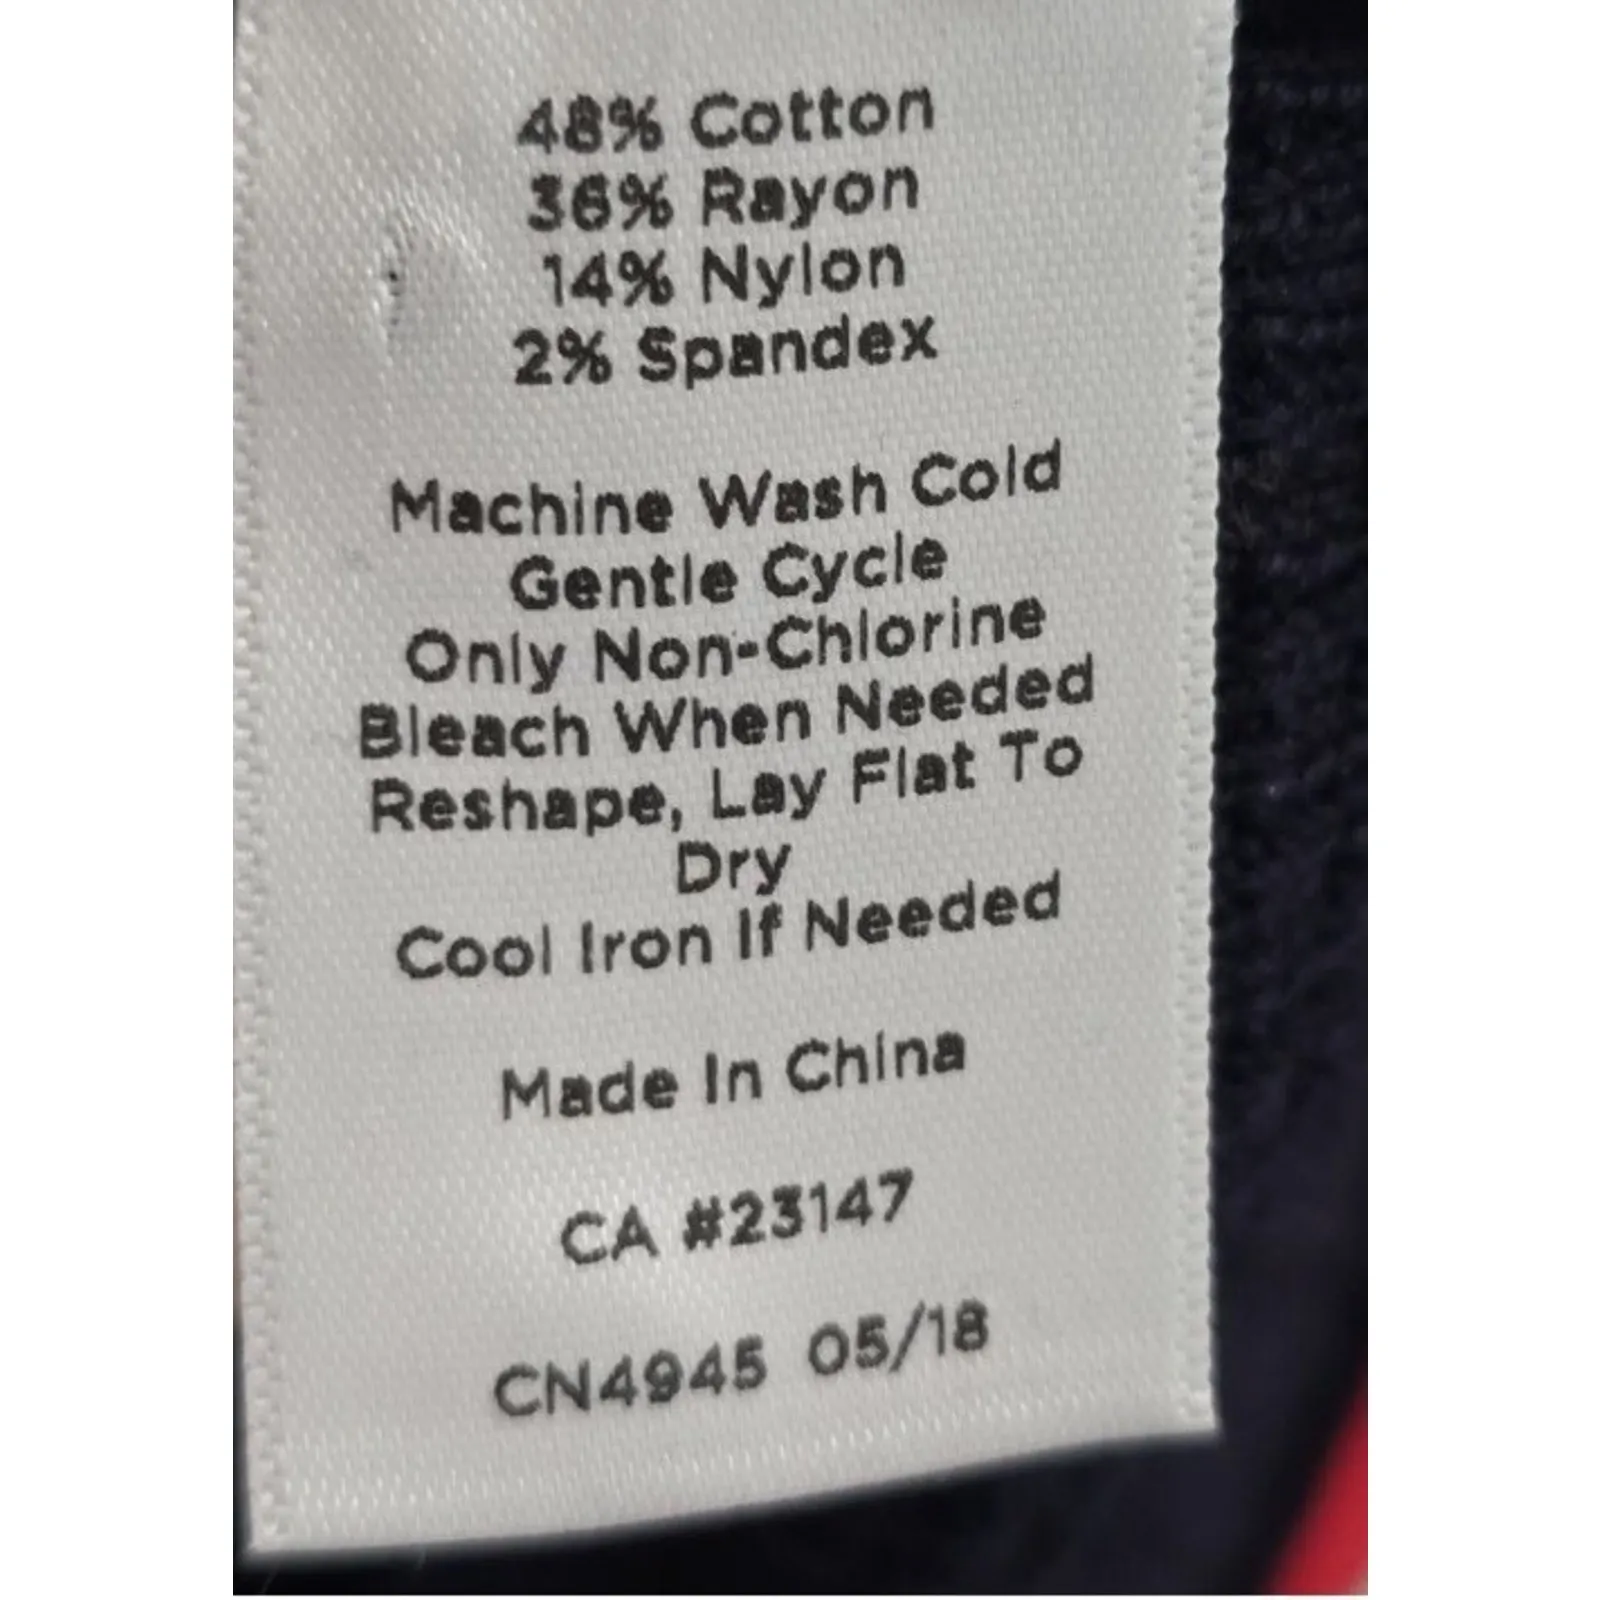 48% Cotton
36% Rayon
14% Nylon
2% Spandex
Machine Wash Cold
Gentle Cycle
Only Non-Chlorine
Bleach When Needed
Reshape, Lay Flat To
Dry
Cool Iron If Needed
Made In China
CA #23147
CN4945 05/18